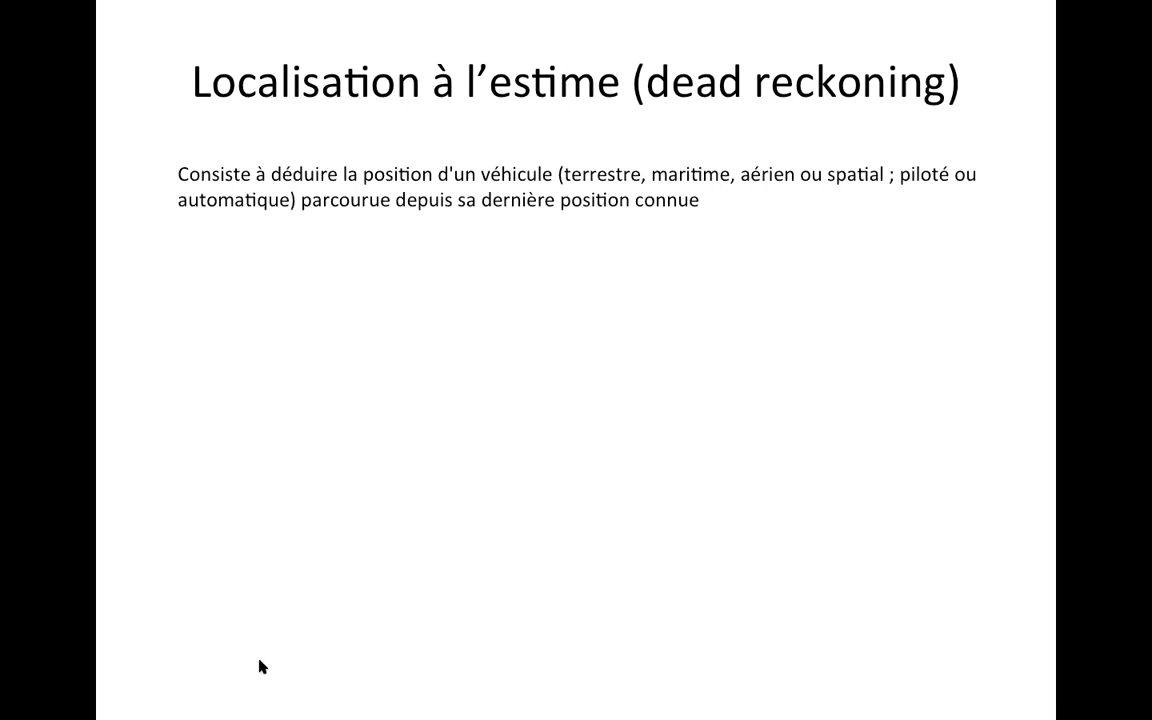 Localisation à l’estime (dead reckoning)
Consiste à déduire la position d'un véhicule (terrestre, maritime, aérien ou spatial ; piloté ou
automatique) parcourue depuis sa dernière position connue